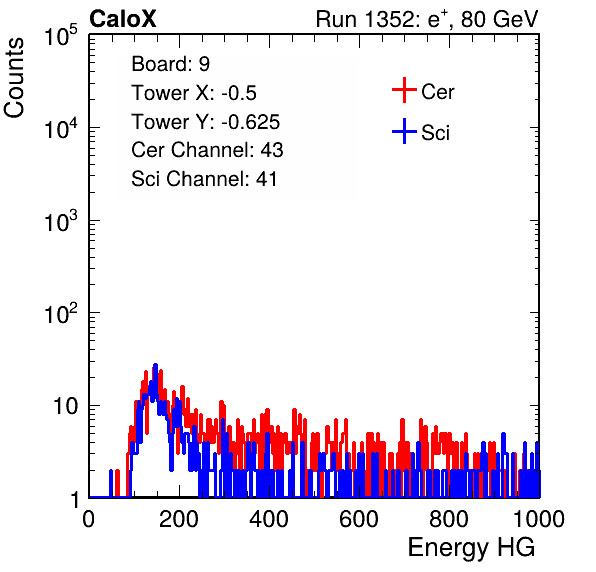 CaloX Run 1352: e⁺, 80 GeV
Counts
10⁵
10⁴
10³
10²
10
1
Board: 9
Tower X: -0.5
Tower Y: -0.625
Cer Channel: 43
Sci Channel: 41
Cer
Sci
0 200 400 600 800 1000
Energy HG